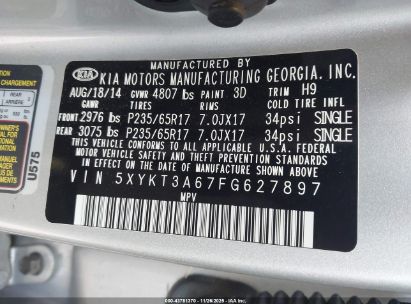 MANUFACTURED BY
KIA KIA MOTORS MANUFACTURING GEORGIA, INC.
AUG/18/14 GVWR 4807 lbs PAINT 3D TRIM H9
GAWR COLD TIRE INFL
FRONT 2976 lbs P235/65R17 7.0JX17 34psi SINGLE
REAR 3075 lbs P235/65R17 7.0JX17 34psi SINGLE
THIS VEHICLE CONFORMS TO ALL APPLICABLE
U.S.A. FEDERAL MOTOR VEHICLE SAFETY AND
THEFT PREVENTION STANDARDS IN EFFECT ON
THE DATE OF MANUFACTURE SHOWN ABOVE.
VIN 5XYKT3A67FG627897
MPV
CHARGEMENT
REAR
U575